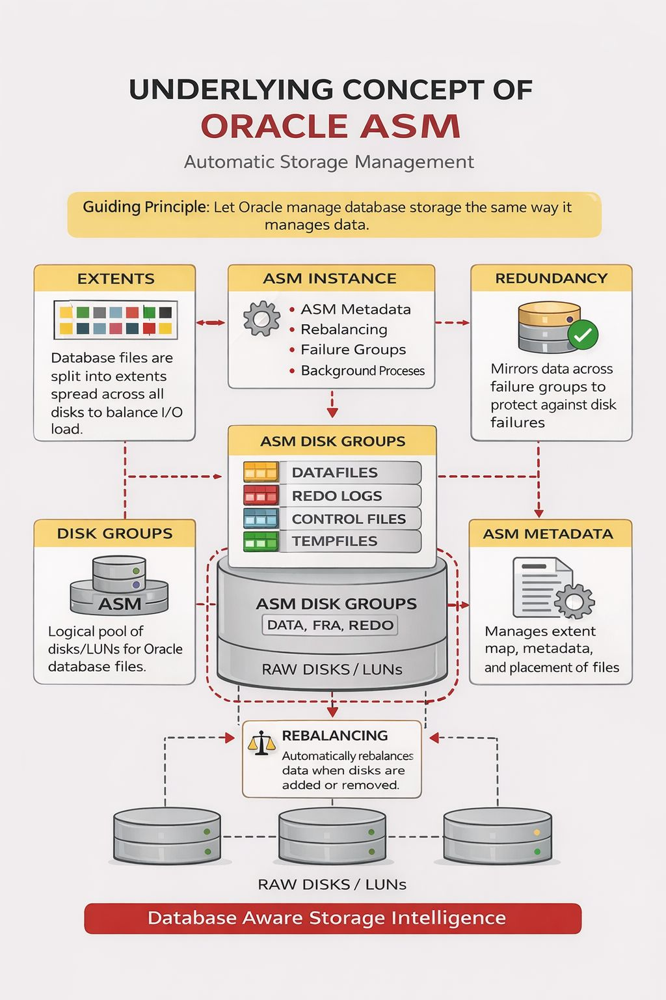 UNDERLYING CONCEPT OF
ORACLE ASM
Automatic Storage Management
Guiding Principle: Let Oracle manage database storage the same way it
manages data.
EXTENTS
Database files are
split into extents
spread across all
disks to balance I/O
load.
ASM INSTANCE
• ASM Metadata
• Rebalancing
• Failure Groups
• Background Proceses
REDUNDANCY
Mirrors data across
failure groups to
protect against disk
failures
ASM DISK GROUPS
DATAFILES
REDO LOGS
CONTROL FILES
TEMPFILES
DISK GROUPS
ASM
Logical pool of
disks/LUNs for Oracle
database files.
ASM DISK GROUPS
DATA, FRA, REDO
RAW DISKS / LUNs
ASM METADATA
Manages extent
map, metadata,
and placement of files
REBALANCING
Automatically rebalances
data when disks are
added or removed.
RAW DISKS / LUNs
Database Aware Storage Intelligence